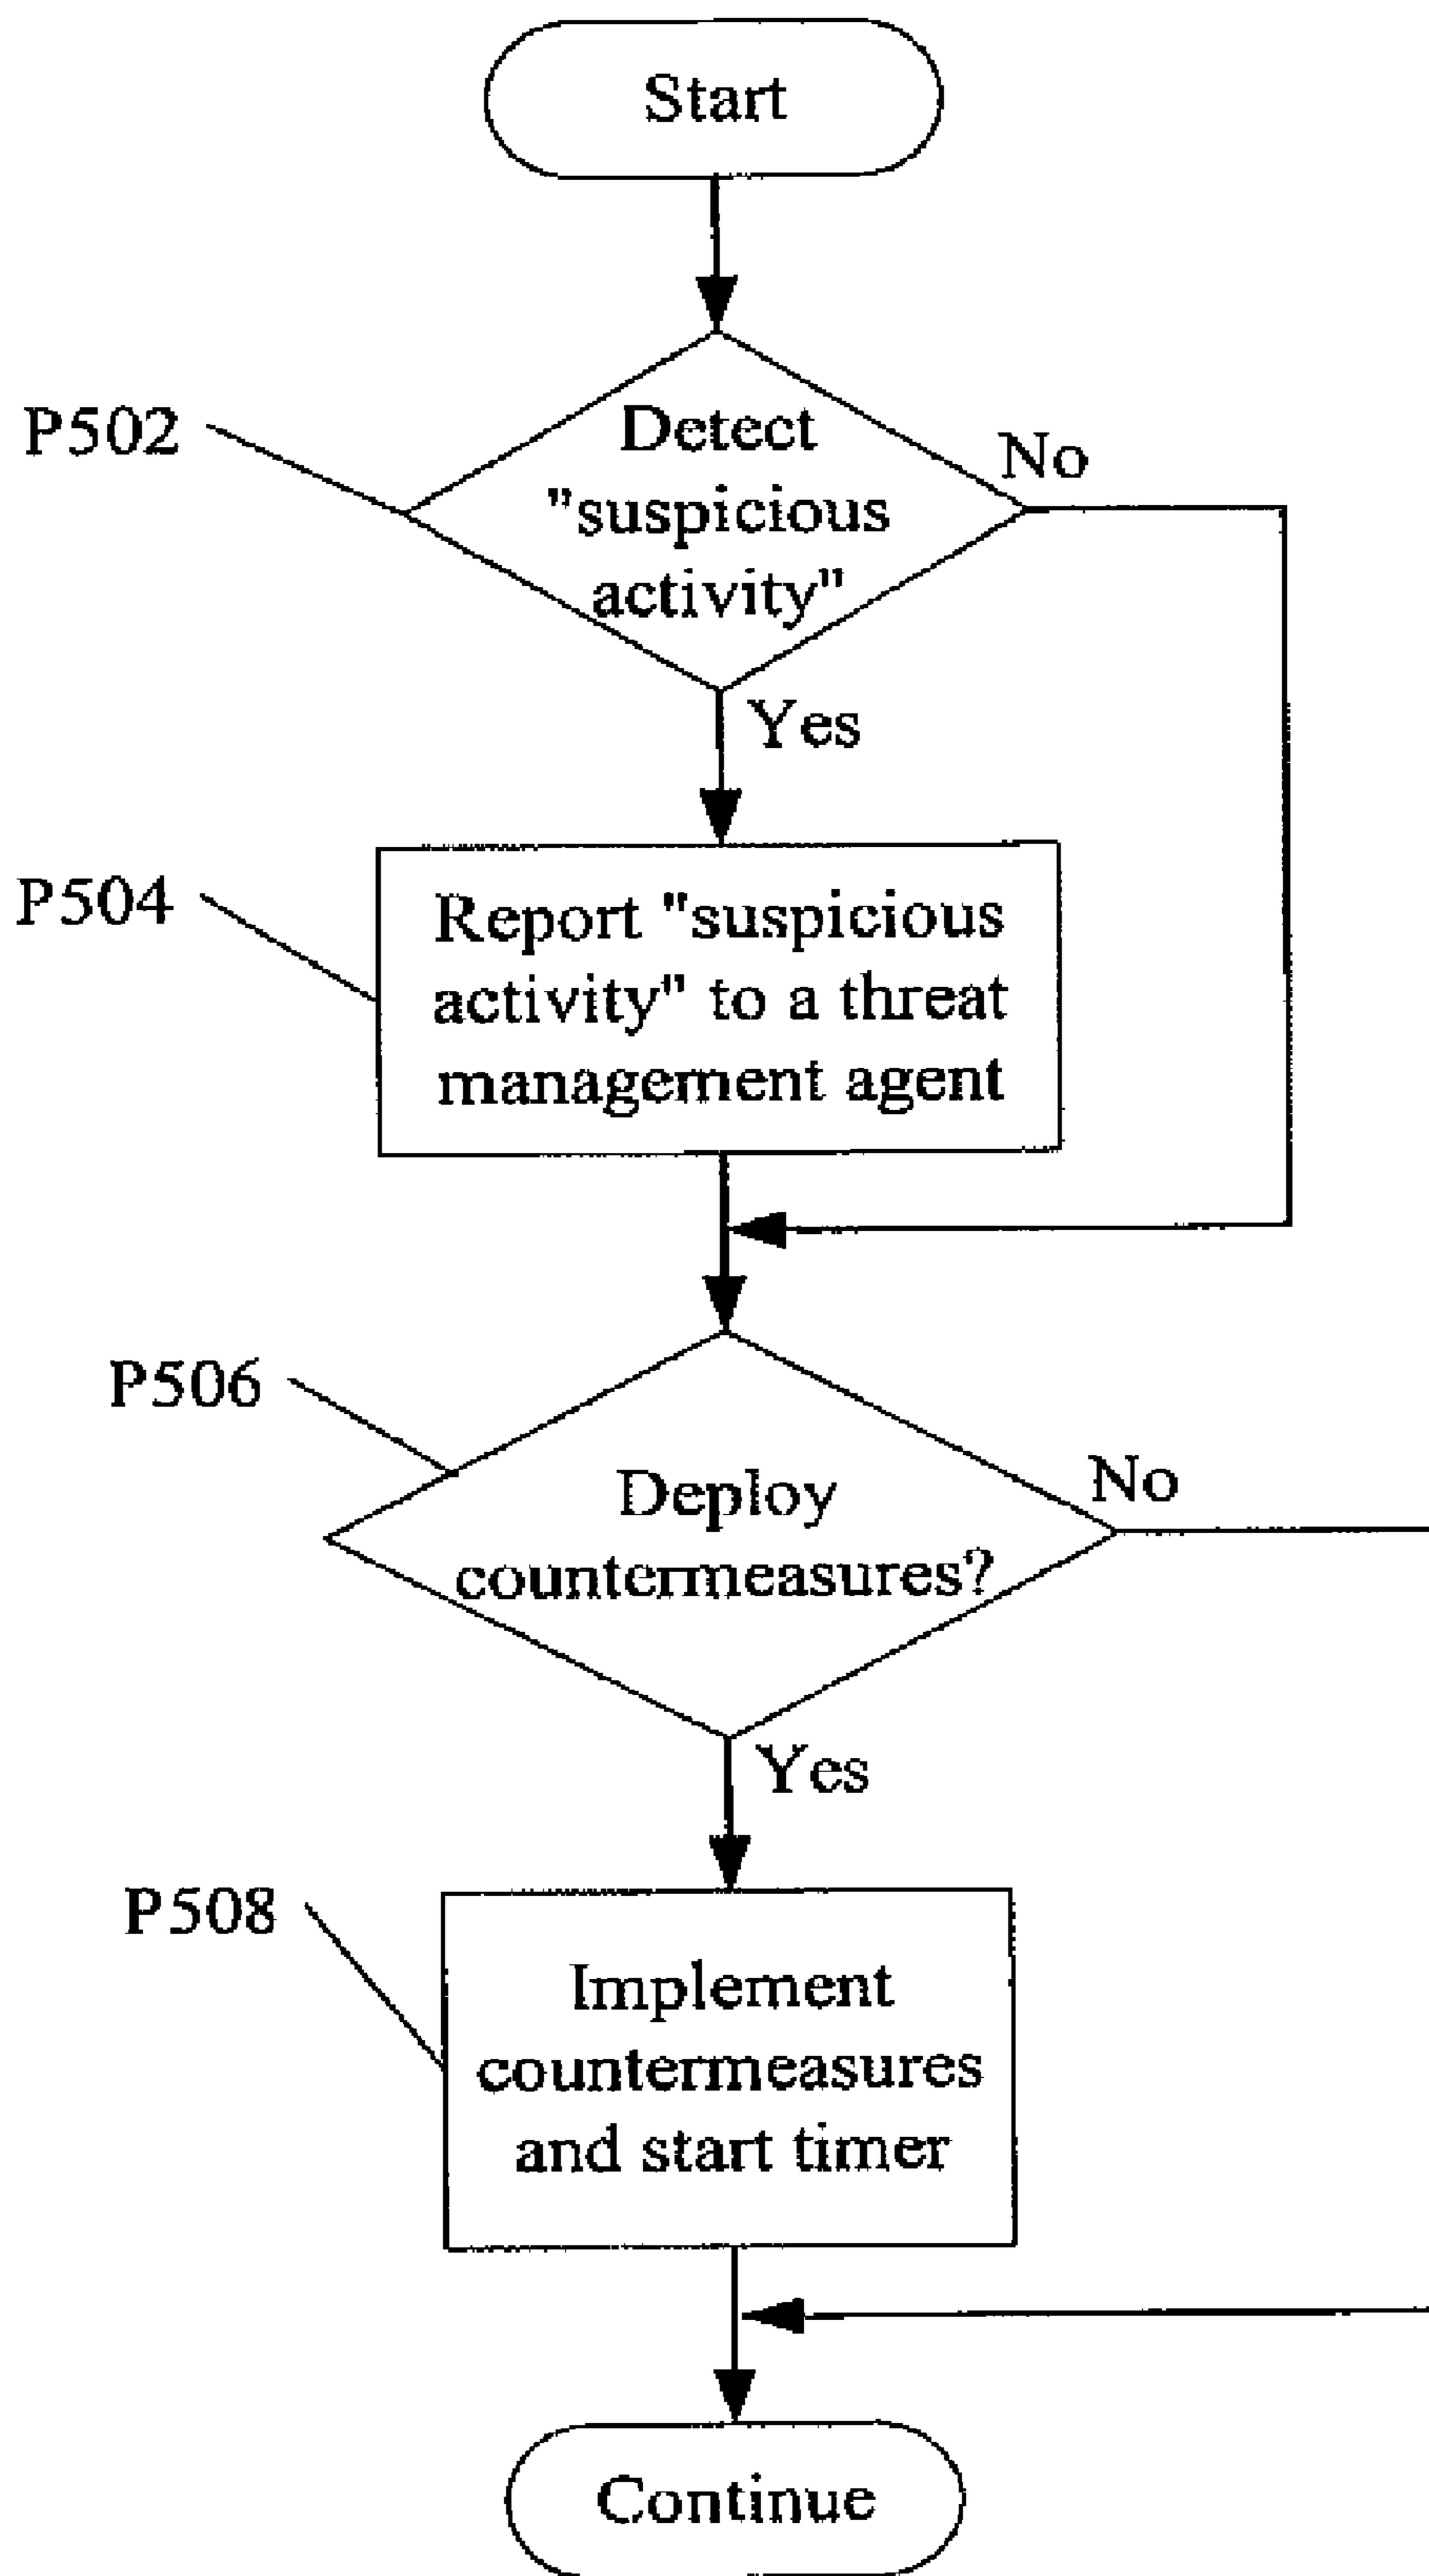 Start
P502
Detect
"suspicious
activity"
No
Yes
P504
Report "suspicious
activity" to a threat
management agent
P506
Deploy
countermeasures?
No
Yes
P508
Implement
countermeasures
and start timer
Continue